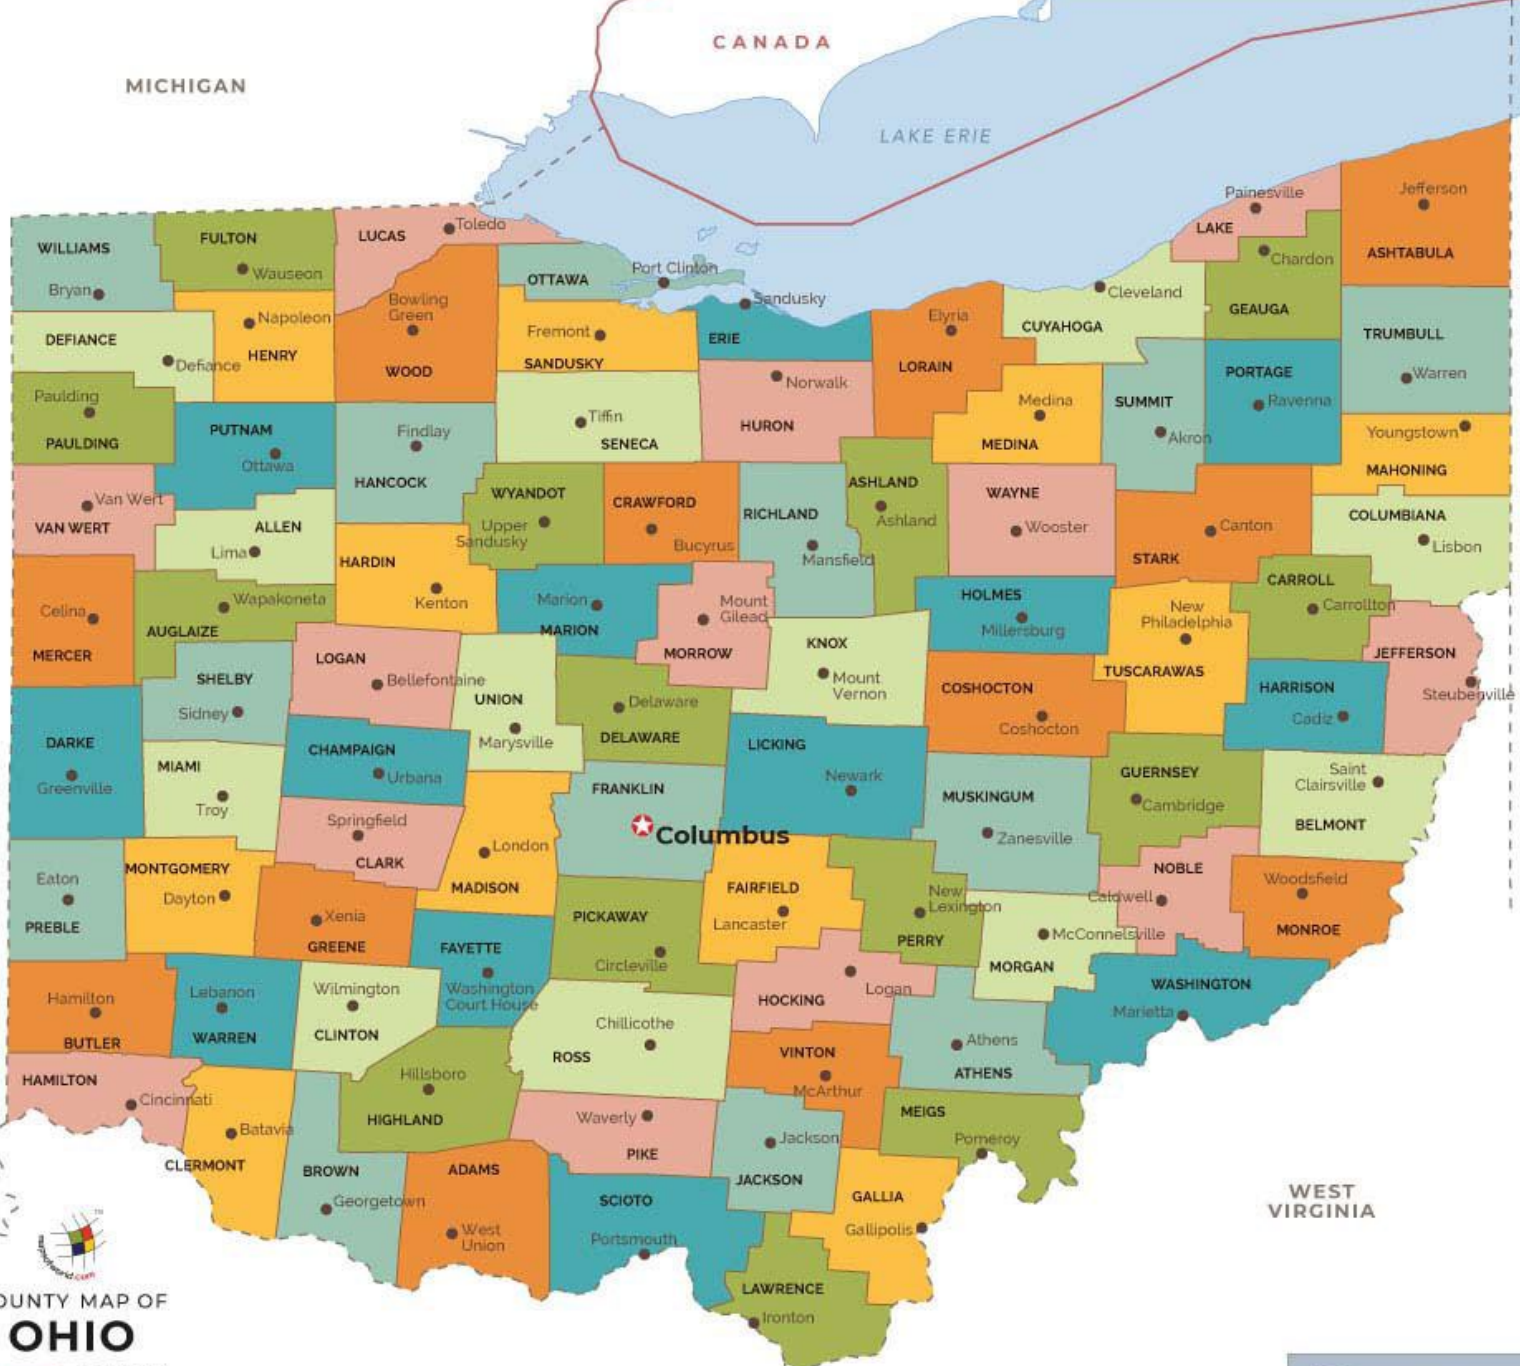 CANADA
MICHIGAN
LAKE ERIE
Painesville
LAKE
Jefferson
ASHTABULA
Chardon
GEAUGA
WILLIAMS
Bryan
FULTON
Wauseon
LUCAS
Toledo
OTTAWA
Port Clinton
Sandusky
ERIE
Cleveland
CUYAHOGA
Elyria
LORAIN
TRUMBULL
Warren
DEFIANCE
Defiance
Napoleon
HENRY
Bowling
Green
WOOD
Fremont
SANDUSKY
Norwalk
HURON
Medina
MEDINA
SUMMIT
Akron
PORTAGE
Ravenna
Youngstown
MAHONING
Paulding
PAULDING
PUTNAM
Ottawa
Findlay
HANCOCK
Tiffin
SENECA
Van Wert
VAN WERT
ALLEN
Lima
WYANDOT
Upper
Sandusky
CRAWFORD
Bucyrus
RICHLAND
Mansfield
ASHLAND
Ashland
WAYNE
Wooster
Canton
STARK
COLUMBIANA
Lisbon
HARDIN
Kenton
Celina
MERCER
Wapakoneta
AUGLAIZE
Marion
MARION
Mount
Gilead
MORROW
HOLMES
Millersburg
New
Philadelphia
TUSCARAWAS
CARROLL
Carrollton
JEFFERSON
Steubenville
SHELBY
Sidney
LOGAN
Bellefontaine
UNION
Marysville
Delaware
DELAWARE
KNOX
Mount
Vernon
COSHOCTON
Coshocton
HARRISON
Cadiz
DARKE
Greenville
MIAMI
Troy
CHAMPAIGN
Urbana
FRANKLIN
Columbus
LICKING
Newark
MUSKINGUM
Zanesville
GUERNSEY
Cambridge
Saint
Clairsville
BELMONT
Springfield
CLARK
London
MADISON
Eaton
PREBLE
MONTGOMERY
Dayton
Xenia
GREENE
FAYETTE
Washington
Court House
PICKAWAY
Circleville
FAIRFIELD
Lancaster
New
Lexington
PERRY
NOBLE
Caldwell
Woodsfield
MONROE
McConnelsville
MORGAN
WASHINGTON
Marietta
Hamilton
BUTLER
Lebanon
WARREN
Wilmington
CLINTON
Chillicothe
ROSS
Logan
HOCKING
Athens
ATHENS
VINTON
McArthur
HAMILTON
Cincinnati
Batavia
CLERMONT
Hillsboro
HIGHLAND
Waverly
PIKE
Jackson
JACKSON
MEIGS
Pomeroy
BROWN
Georgetown
ADAMS
West
Union
SCIOTO
Portsmouth
GALLIA
Gallipolis
LAWRENCE
Ironton
WEST
VIRGINIA
mapsofworld.com
TM
OUNTY MAP OF
OHIO